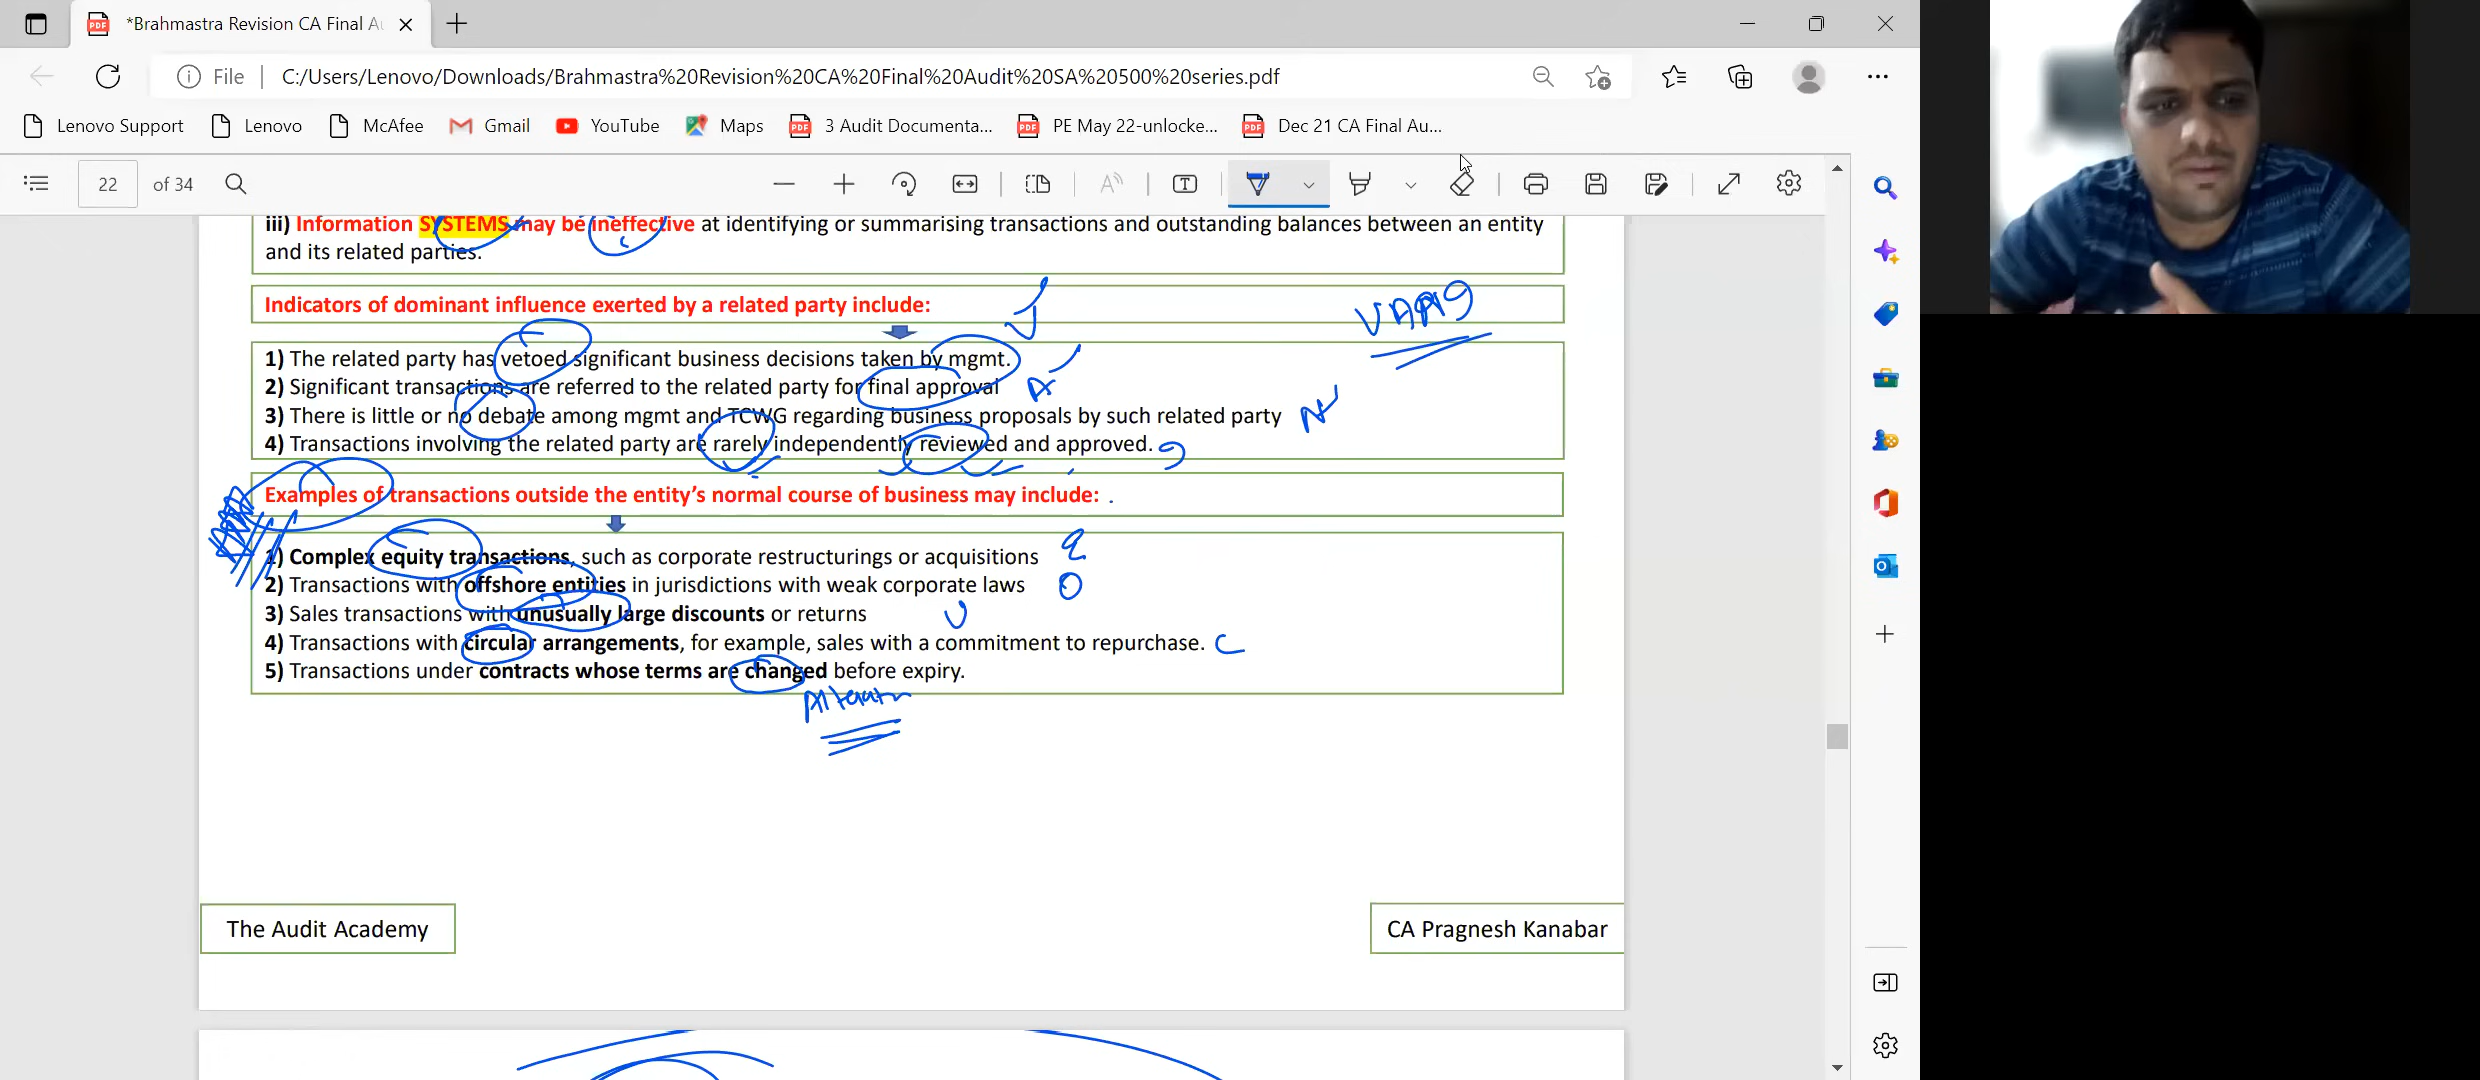 *Brahmastra Revision CA Final Au
File C:/Users/Lenovo/Downloads/Brahmastra%20Revision%20CA%20Final%20Audit%20SA%20500%20series.pdf
Lenovo Support Lenovo McAfee Gmail YouTube Maps 3 Audit Documenta... PE May 22-unlocke... Dec 21 CA Final Au...
22 of 34
iii) Information SYSTEMS may be ineffective at identifying or summarising transactions and outstanding balances between an entity
and its related parties.
Indicators of dominant influence exerted by a related party include:
1) The related party has vetoed significant business decisions taken by mgmt. V
2) Significant transactions are referred to the related party for final approval A
3) There is little or no debate among mgmt and TCWG regarding business proposals by such related party N
4) Transactions involving the related party are rarely independently reviewed and approved.
Examples of transactions outside the entity's normal course of business may include:
1) Complex equity transactions, such as corporate restructurings or acquisitions
2) Transactions with offshore entities in jurisdictions with weak corporate laws O
3) Sales transactions with unusually large discounts or returns U
4) Transactions with circular arrangements, for example, sales with a commitment to repurchase. C
5) Transactions under contracts whose terms are changed before expiry.
The Audit Academy
CA Pragnesh Kanabar